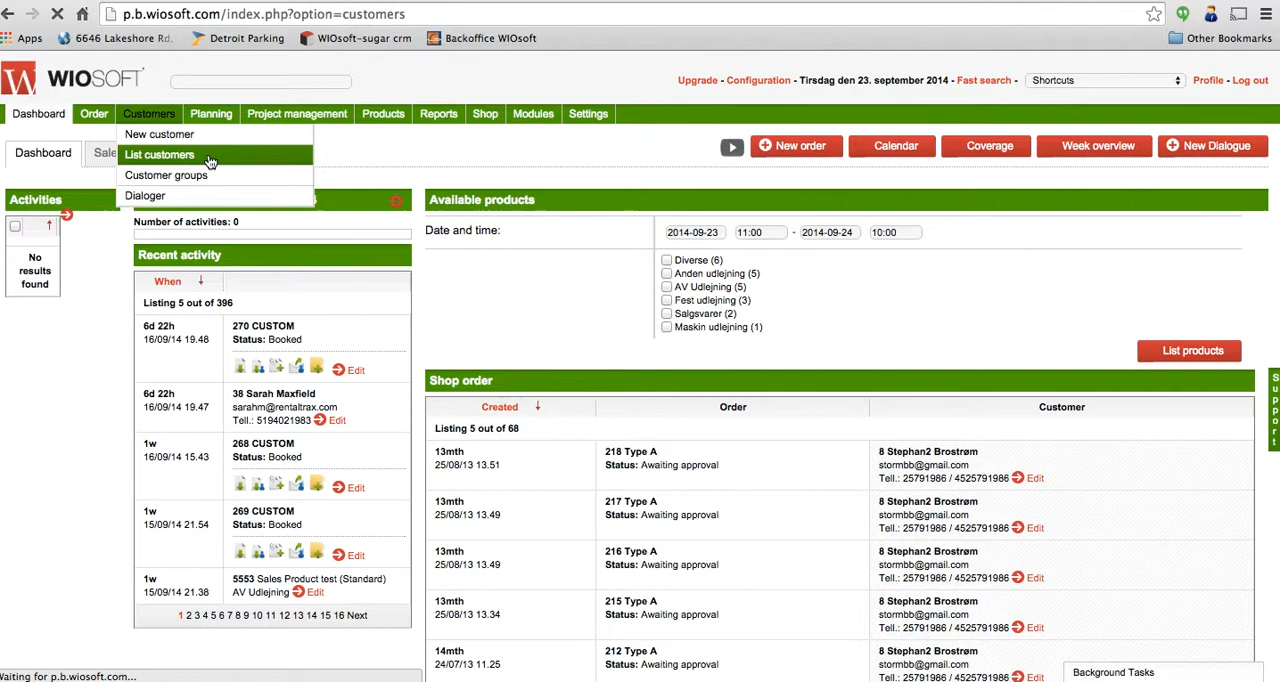 p.b.wiosoft.com/index.php?option=customers
Apps 6646 Lakeshore Rd. Detroit Parking WIOsoft-sugar crm Backoffice WIOsoft Other Bookmarks
W WIOSOFT
Upgrade - Configuration - Tirsdag den 23. september 2014 - Fast search - Shortcuts Profile - Log out
Dashboard Order Customers Planning Project management Products Reports Shop Modules Settings
New customer
List customers
Customer groups
Dialoger
Dashboard Sale
New order Calendar Coverage Week overview New Dialogue
Activities
No
results
found
Number of activities: 0
Recent activity
When ↓
Listing 5 out of 396
6d 22h 270 CUSTOM
16/09/14 19.48 Status: Booked
Edit
6d 22h 38 Sarah Maxfield
16/09/14 19.47 sarahm@rentaltrax.com
Tell.: 5194021983 Edit
1w 268 CUSTOM
16/09/14 15.43 Status: Booked
Edit
1w 269 CUSTOM
15/09/14 21.54 Status: Booked
Edit
1w 5553 Sales Product test (Standard)
15/09/14 21.38 AV Udlejning Edit
1 2 3 4 5 6 7 8 9 10 11 12 13 14 15 16 Next
Available products
Date and time: 2014-09-23 11:00 - 2014-09-24 10:00
Diverse (6)
Anden udlejning (5)
AV Udlejning (5)
Fest udlejning (3)
Salgsvarer (2)
Maskin udlejning (1)
List products
Shop order
Created ↓ Order Customer
Listing 5 out of 68
13mth 218 Type A 8 Stephan2 Brostrøm
25/08/13 13.51 Status: Awaiting approval stormbb@gmail.com
Tell.: 25791986 / 4525791986 Edit
13mth 217 Type A 8 Stephan2 Brostrøm
25/08/13 13.49 Status: Awaiting approval stormbb@gmail.com
Tell.: 25791986 / 4525791986 Edit
13mth 216 Type A 8 Stephan2 Brostrøm
25/08/13 13.49 Status: Awaiting approval stormbb@gmail.com
Tell.: 25791986 / 4525791986 Edit
13mth 215 Type A 8 Stephan2 Brostrøm
25/08/13 13.34 Status: Awaiting approval stormbb@gmail.com
Tell.: 25791986 / 4525791986 Edit
14mth 212 Type A 8 Stephan2 Brostrøm
24/07/13 11.25 Status: Awaiting approval stormbb@gmail.com
Tell.: 25791986 / 4525791986 Edit
Support
Waiting for p.b.wiosoft.com...
Background Tasks